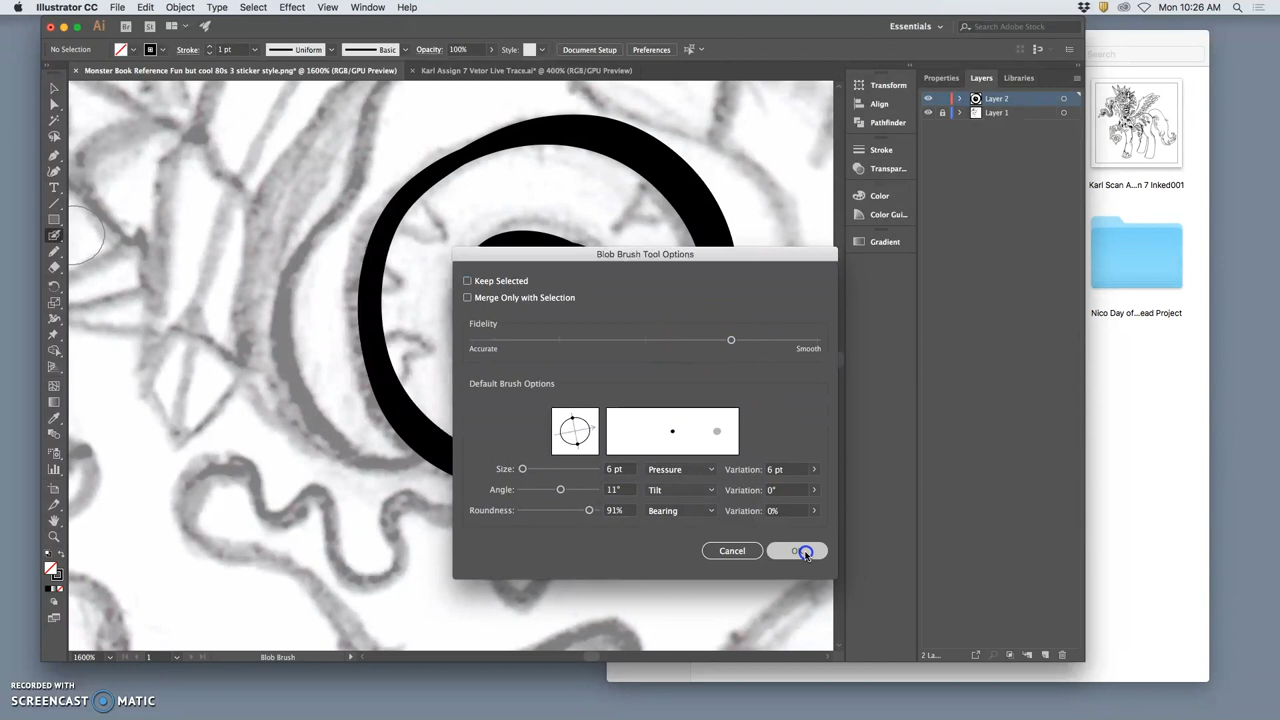 Illustrator CC File Edit Object Type Select Effect View Window Help
Mon 10:26 AM
Essentials
Search Adobe Stock
Search
No Selection Stroke: 1 pt Uniform Basic Opacity: 100% Style: Document Setup Preferences
Monster Book Reference Fun but cool 80s 3 sticker style.png* @ 1600% (RGB/GPU Preview)
Karl Assign 7 Vetor Live Trace.ai* @ 400% (RGB/GPU Preview)
Properties Layers Libraries
Transform
Align
Pathfinder
Stroke
Transpar...
Color
Color Gui...
Gradient
Layer 2
Layer 1
Karl Scan A...n 7 Inked001
Nico Day of...ead Project
Blob Brush Tool Options
Keep Selected
Merge Only with Selection
Fidelity
Accurate Smooth
Default Brush Options
Size: 6 pt Pressure Variation: 6 pt
Angle: 11° Tilt Variation: 0°
Roundness: 91% Bearing Variation: 0%
Cancel
1600% 1 Blob Brush
2 La...
RECORDED WITH
SCREENCAST MATIC